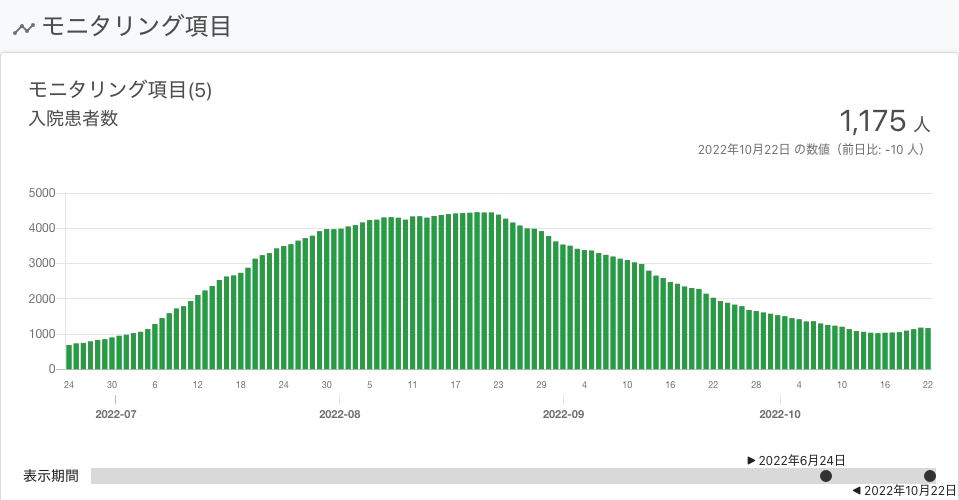 モニタリング項目
モニタリング項目(5)
入院患者数
1,175 人
2022年10月22日 の数値（前日比: -10 人）
5000
4000
3000
2000
1000
0
24 30 6 12 18 24 30 5 11 17 23 29 4 10 16 22 28 4 10 16 22
2022-07 2022-08 2022-09 2022-10
▶ 2022年6月24日
表示期間
◀ 2022年10月22日